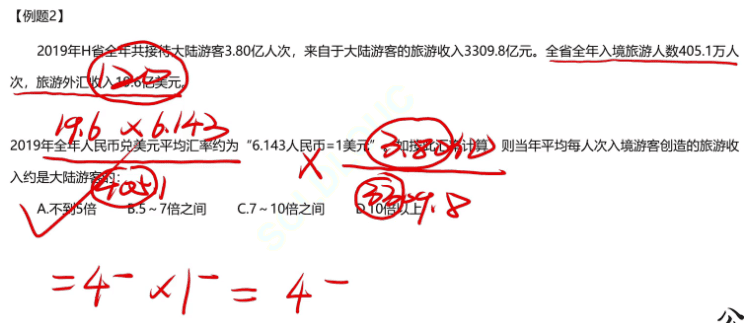 【例题2】
2019年H省全年共接待大陆游客3.80亿人次，来自于大陆游客的旅游收入3309.8亿元。全省全年入境旅游人数405.1万人
次，旅游外汇收入19.6亿美元。
120
19.6 × 6.143
× 3.80亿
2019年全年人民币兑美元平均汇率约为“6.143人民币=1美元”，如按此汇率计算，则当年平均每人次入境游客创造的旅游收
入约是大陆游客的：
4051
3309.8
A.不到5倍 B.5～7倍之间 C.7～10倍之间 D.10倍以上
= 4⁻ × 1⁻ = 4⁻